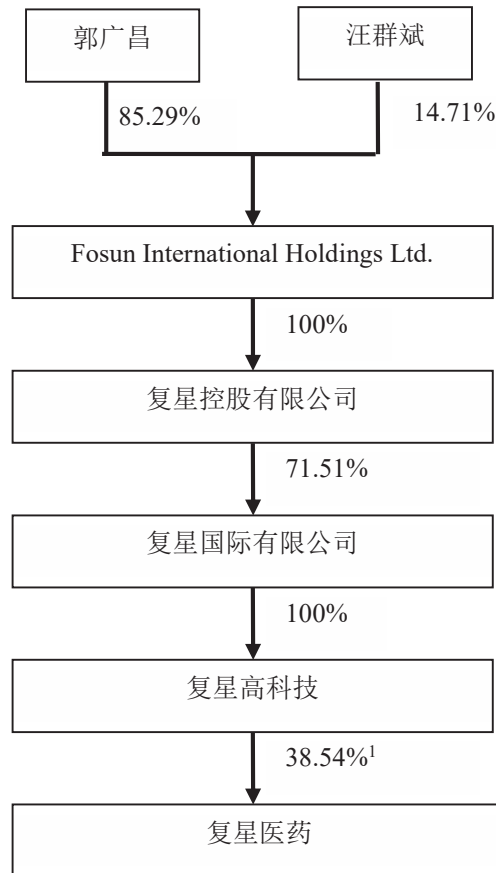 郭广昌
汪群斌
85.29%
14.71%
Fosun International Holdings Ltd.
100%
复星控股有限公司
71.51%
复星国际有限公司
100%
复星高科技
38.54%¹
复星医药